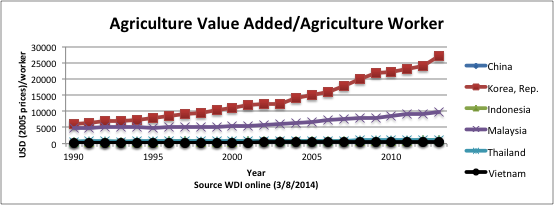 Agriculture Value Added/Agriculture Worker
USD (2005 prices)/worker
30000
25000
20000
15000
10000
5000
0
1990
1995
2000
2005
2010
Year
Source WDI online (3/8/2014)
China
Korea, Rep.
Indonesia
Malaysia
Thailand
Vietnam